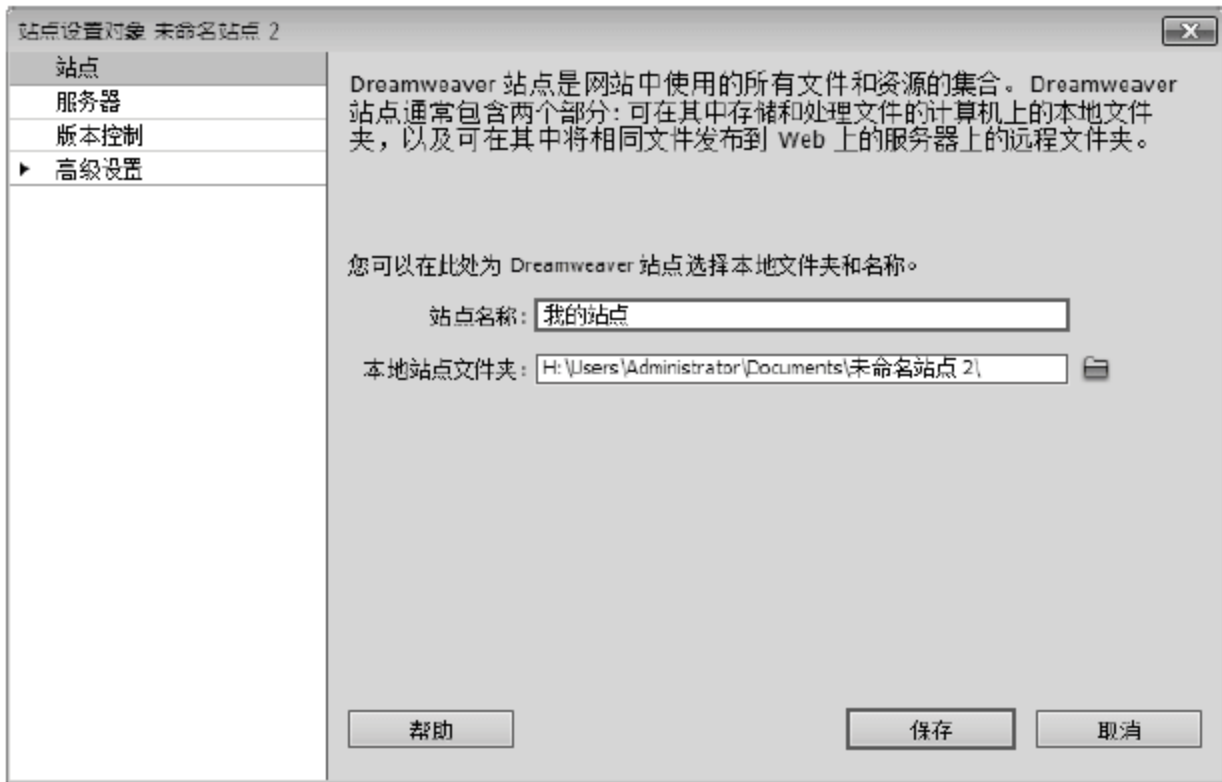 站点设置对象 未命名站点 2
站点
服务器
版本控制
高级设置
Dreamweaver 站点是网站中使用的所有文件和资源的集合。Dreamweaver
站点通常包含两个部分: 可在其中存储和处理文件的计算机上的本地文件
夹，以及可在其中将相同文件发布到 Web 上的服务器上的远程文件夹。
您可以在此处为 Dreamweaver 站点选择本地文件夹和名称。
站点名称: 我的站点
本地站点文件夹: H:\Users\Administrator\Documents\未命名站点 2\
帮助 保存 取消